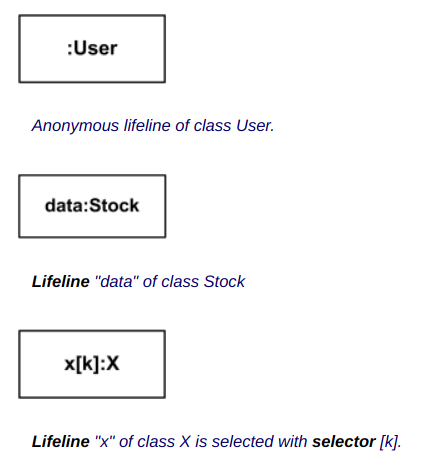 :User
Anonymous lifeline of class User.
data:Stock
Lifeline "data" of class Stock
x[k]:X
Lifeline "x" of class X is selected with selector [k].